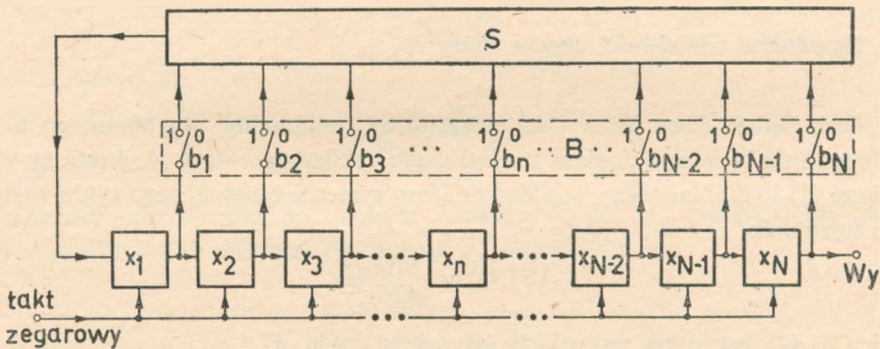 S
1 0 1 0 1 0 1 0 1 0 1 0 1 0
b1 b2 b3 ... bn ... B bN-2 bN-1 bN
x1 x2 x3 ... xn ... xN-2 xN-1 xN
Wy
takt
zegarowy